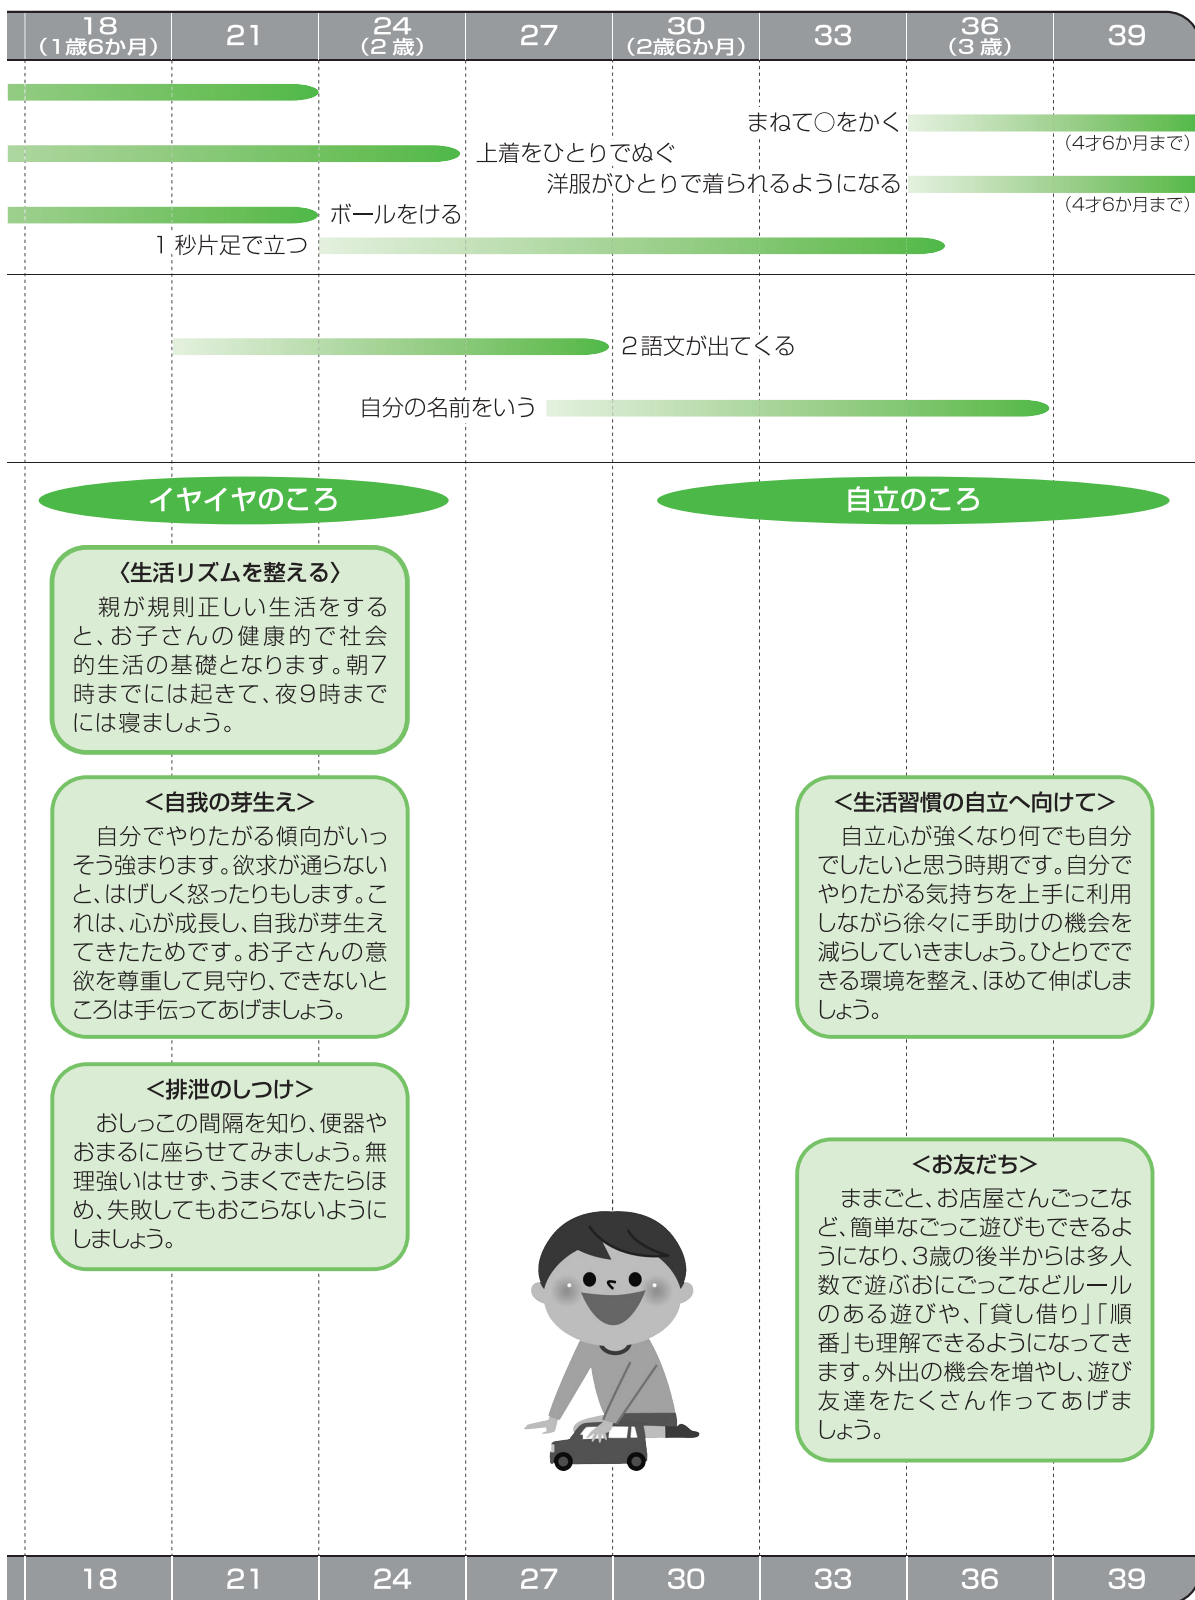 18 21 24 27 30 33 36 39
(1歳6か月) (2歳) (2歳6か月) (3歳)
まねて○をかく
(4才6か月まで)
上着をひとりでぬぐ
洋服がひとりで着られるようになる
(4才6か月まで)
ボールをける
1秒片足で立つ
2語文が出てくる
自分の名前をいう
イヤイヤのころ
〈生活リズムを整える〉
親が規則正しい生活をする
と、お子さんの健康的で社会
的生活の基礎となります。朝7
時までには起きて、夜9時まで
には寝ましょう。
＜自我の芽生え＞
自分でやりたがる傾向がいっ
そう強まります。欲求が通らない
と、はげしく怒ったりもします。こ
れは、心が成長し、自我が芽生え
てきたためです。お子さんの意
欲を尊重して見守り、できないと
ころは手伝ってあげましょう。
＜排泄のしつけ＞
おしっこの間隔を知り、便器や
おまるに座らせてみましょう。無
理強いはせず、うまくできたらほ
め、失敗してもおこらないように
しましょう。
自立のころ
＜生活習慣の自立へ向けて＞
自立心が強くなり何でも自分
でしたいと思う時期です。自分で
やりたがる気持ちを上手に利用
しながら徐々に手助けの機会を
減らしていきましょう。ひとりでで
きる環境を整え、ほめて伸ばしま
しょう。
＜お友だち＞
ままごと、お店屋さんごっこな
ど、簡単なごっこ遊びもできるよ
うになり、3歳の後半からは多人
数で遊ぶおにごっこなどルール
のある遊びや、「貸し借り」「順
番」も理解できるようになってき
ます。外出の機会を増やし、遊び
友達をたくさん作ってあげま
しょう。
18 21 24 27 30 33 36 39